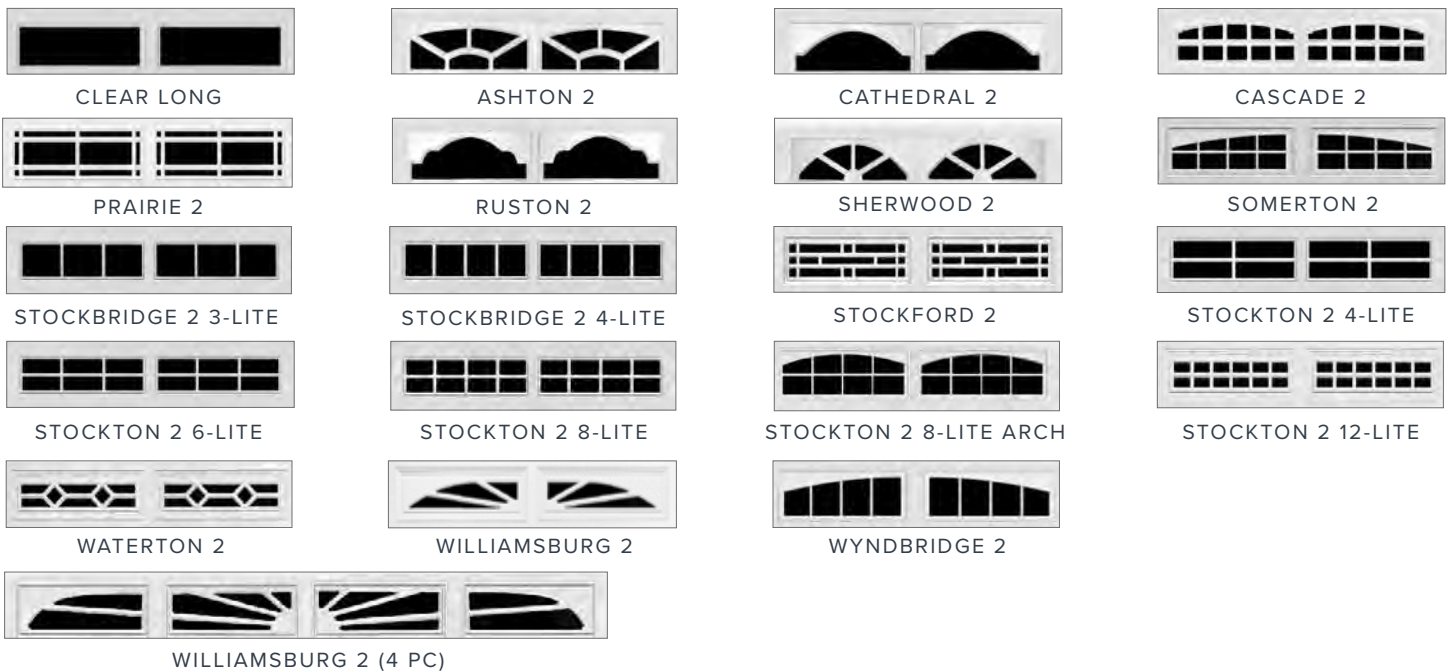 CLEAR LONG
ASHTON 2
CATHEDRAL 2
CASCADE 2
PRAIRIE 2
RUSTON 2
SHERWOOD 2
SOMERTON 2
STOCKBRIDGE 2 3-LITE
STOCKBRIDGE 2 4-LITE
STOCKFORD 2
STOCKTON 2 4-LITE
STOCKTON 2 6-LITE
STOCKTON 2 8-LITE
STOCKTON 2 8-LITE ARCH
STOCKTON 2 12-LITE
WATERTON 2
WILLIAMSBURG 2
WYNDBRIDGE 2
WILLIAMSBURG 2 (4 PC)